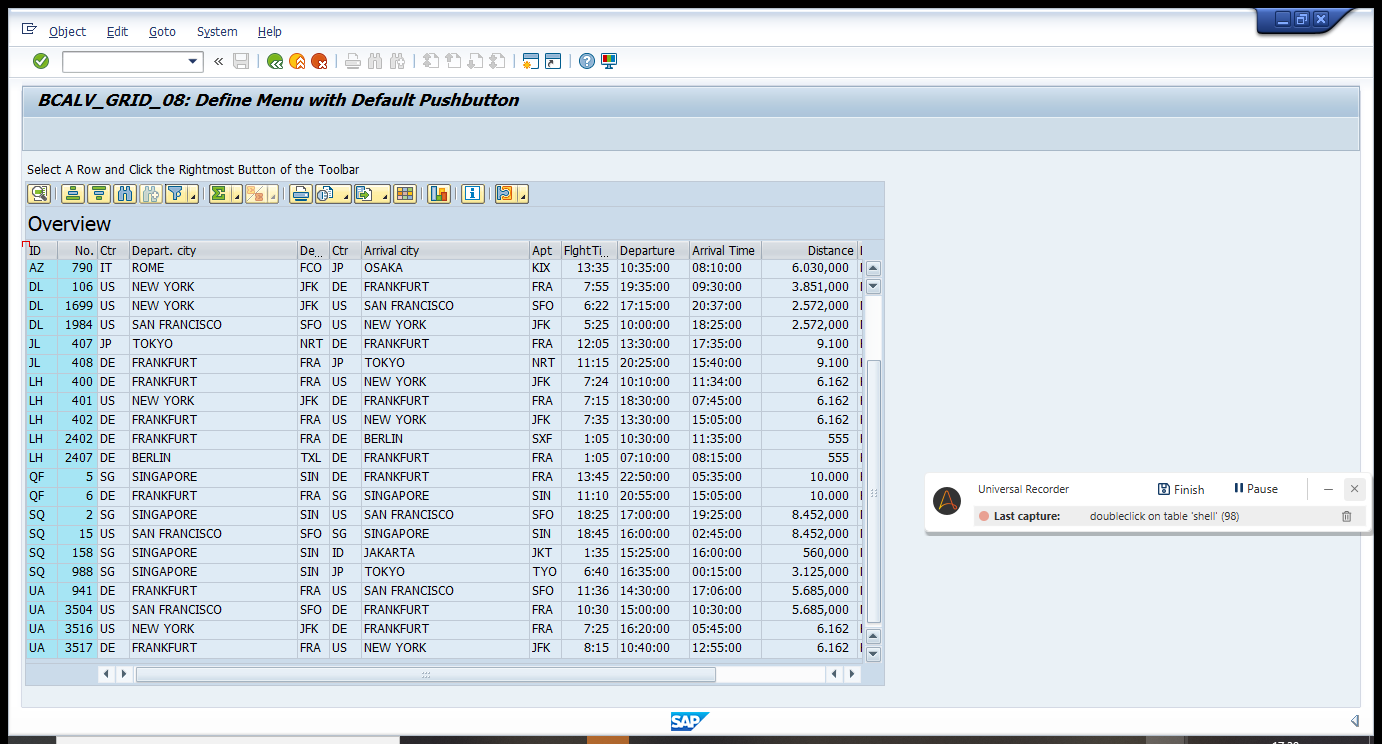 Object Edit Goto System Help
BCALV_GRID_08: Define Menu with Default Pushbutton
Select A Row and Click the Rightmost Button of the Toolbar
Overview
ID No. Ctr Depart. city De... Ctr Arrival city Apt FlghtTi... Departure Arrival Time Distance
AZ 790 IT ROME FCO JP OSAKA KIX 13:35 10:35:00 08:10:00 6.030,000
DL 106 US NEW YORK JFK DE FRANKFURT FRA 7:55 19:35:00 09:30:00 3.851,000
DL 1699 US NEW YORK JFK US SAN FRANCISCO SFO 6:22 17:15:00 20:37:00 2.572,000
DL 1984 US SAN FRANCISCO SFO US NEW YORK JFK 5:25 10:00:00 18:25:00 2.572,000
JL 407 JP TOKYO NRT DE FRANKFURT FRA 12:05 13:30:00 17:35:00 9.100
JL 408 DE FRANKFURT FRA JP TOKYO NRT 11:15 20:25:00 15:40:00 9.100
LH 400 DE FRANKFURT FRA US NEW YORK JFK 7:24 10:10:00 11:34:00 6.162
LH 401 US NEW YORK JFK DE FRANKFURT FRA 7:15 18:30:00 07:45:00 6.162
LH 402 DE FRANKFURT FRA US NEW YORK JFK 7:35 13:30:00 15:05:00 6.162
LH 2402 DE FRANKFURT FRA DE BERLIN SXF 1:05 10:30:00 11:35:00 555
LH 2407 DE BERLIN TXL DE FRANKFURT FRA 1:05 07:10:00 08:15:00 555
QF 5 SG SINGAPORE SIN DE FRANKFURT FRA 13:45 22:50:00 05:35:00 10.000
QF 6 DE FRANKFURT FRA SG SINGAPORE SIN 11:10 20:55:00 15:05:00 10.000
SQ 2 SG SINGAPORE SIN US SAN FRANCISCO SFO 18:25 17:00:00 19:25:00 8.452,000
SQ 15 US SAN FRANCISCO SFO SG SINGAPORE SIN 18:45 16:00:00 02:45:00 8.452,000
SQ 158 SG SINGAPORE SIN ID JAKARTA JKT 1:35 15:25:00 16:00:00 560,000
SQ 988 SG SINGAPORE SIN JP TOKYO TYO 6:40 16:35:00 00:15:00 3.125,000
UA 941 DE FRANKFURT FRA US SAN FRANCISCO SFO 11:36 14:30:00 17:06:00 5.685,000
UA 3504 US SAN FRANCISCO SFO DE FRANKFURT FRA 10:30 15:00:00 10:30:00 5.685,000
UA 3516 US NEW YORK JFK DE FRANKFURT FRA 7:25 16:20:00 05:45:00 6.162
UA 3517 DE FRANKFURT FRA US NEW YORK JFK 8:15 10:40:00 12:55:00 6.162
Universal Recorder Finish Pause
Last capture: doubleclick on table 'shell' (98)
SAP